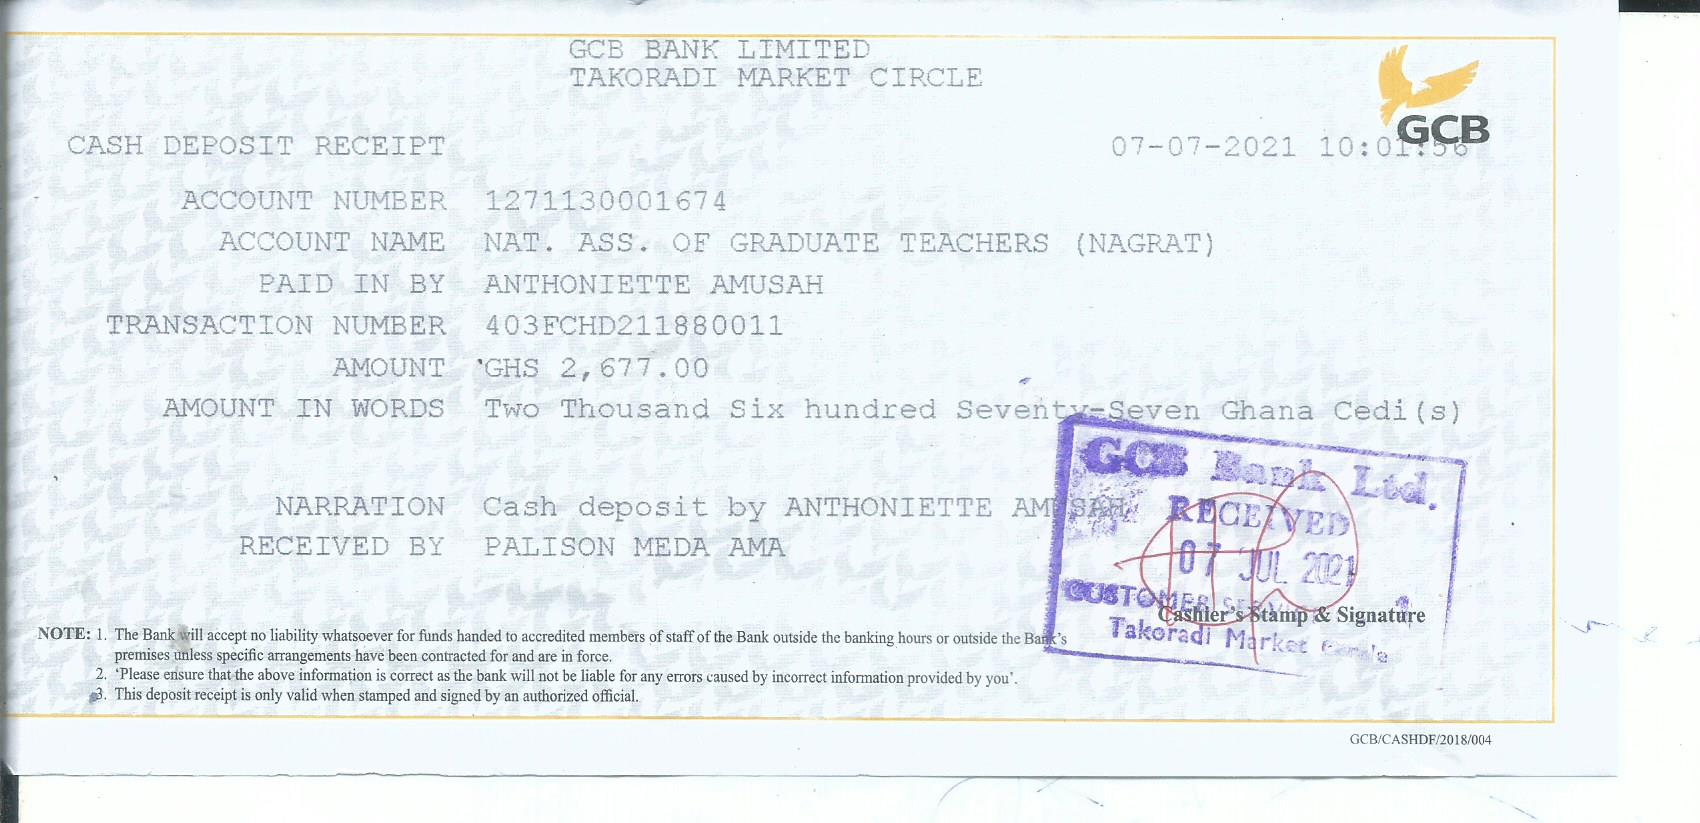 GCB BANK LIMITED
TAKORADI MARKET CIRCLE
GCB
CASH DEPOSIT RECEIPT 07-07-2021 10:01:56
ACCOUNT NUMBER 1271130001674
ACCOUNT NAME NAT. ASS. OF GRADUATE TEACHERS (NAGRAT)
PAID IN BY ANTHONIETTE AMUSAH
TRANSACTION NUMBER 403FCHD211880011
AMOUNT GHS 2,677.00
AMOUNT IN WORDS Two Thousand Six hundred Seventy-Seven Ghana Cedi(s)
NARRATION Cash deposit by ANTHONIETTE AMUSAH
RECEIVED BY PALISON MEDA AMA
GCB Bank Ltd.
RECEIVED
07 JUL 2021
CUSTOMER
Takoradi Market
Cashier's Stamp & Signature
NOTE: 1. The Bank will accept no liability whatsoever for funds handed to accredited members of staff of the Bank outside the banking hours or outside the Bank's
premises unless specific arrangements have been contracted for and are in force.
2. ‘Please ensure that the above information is correct as the bank will not be liable for any errors caused by incorrect information provided by you’.
3. This deposit receipt is only valid when stamped and signed by an authorized official.
GCB/CASHDF/2018/004